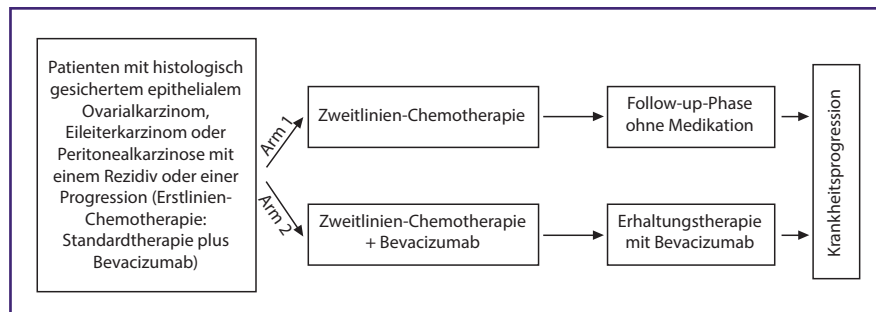 Patienten mit histologisch
gesichertem epithelialem
Ovarialkarzinom,
Eileiterkarzinom oder
Peritonealkarzinose mit
einem Rezidiv oder einer
Progression (Erstlinien-
Chemotherapie:
Standardtherapie plus
Bevacizumab)
Arm 1
Zweitlinien-Chemotherapie
Follow-up-Phase
ohne Medikation
Arm 2
Zweitlinien-Chemotherapie
+ Bevacizumab
Erhaltungstherapie
mit Bevacizumab
Krankheitsprogression